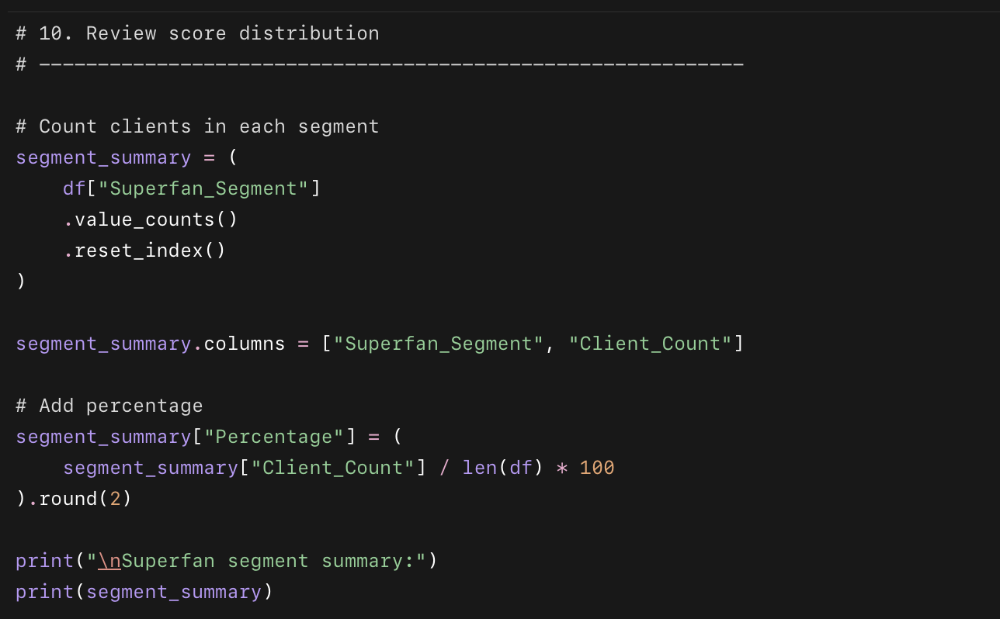 # 10. Review score distribution
# ------------------------------------------------------------
# Count clients in each segment
segment_summary = (
    df["Superfan_Segment"]
    .value_counts()
    .reset_index()
)
segment_summary.columns = ["Superfan_Segment", "Client_Count"]
# Add percentage
segment_summary["Percentage"] = (
    segment_summary["Client_Count"] / len(df) * 100
).round(2)
print("\nSuperfan segment summary:")
print(segment_summary)